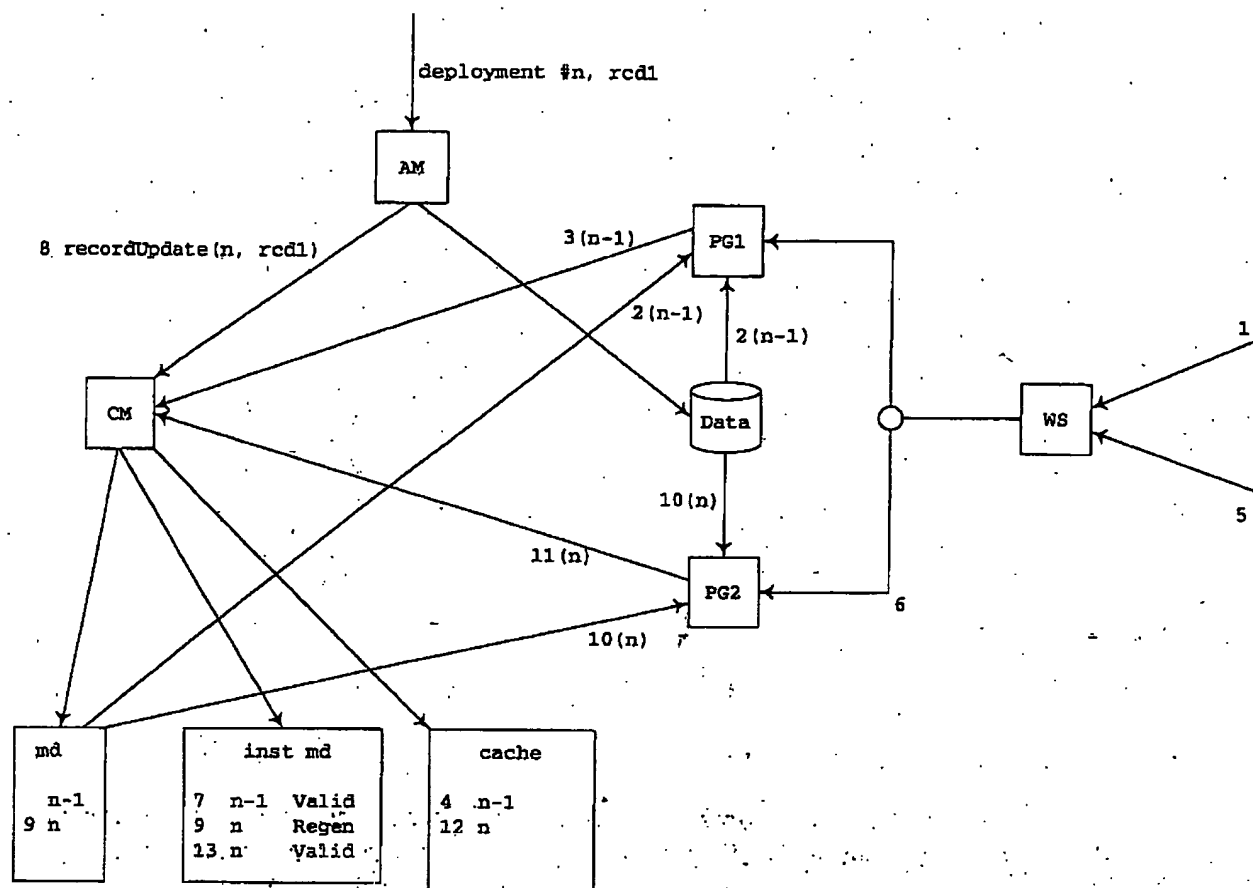 deployment #n, rcd1
AM
8 recordUpdate(n, rcd1)
3(n-1)
PG1
2(n-1)
2(n-1)
1
CM
Data
WS
10(n)
5
11(n)
PG2
6
10(n)
7
md
inst md
cache
n-1
7 n-1 Valid
4 n-1
9 n
9 n Regen
12 n
13 n Valid